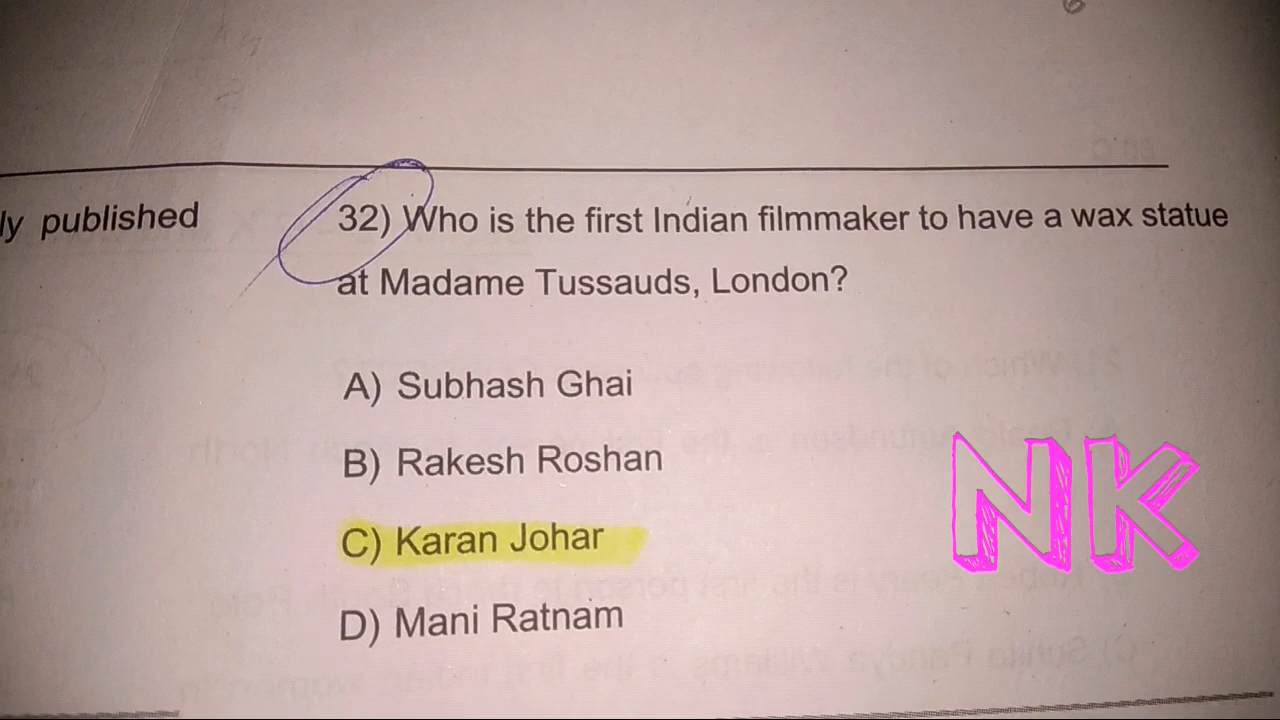 ly published
32) Who is the first Indian filmmaker to have a wax statue
at Madame Tussauds, London?
A) Subhash Ghai
B) Rakesh Roshan
C) Karan Johar
D) Mani Ratnam
NK